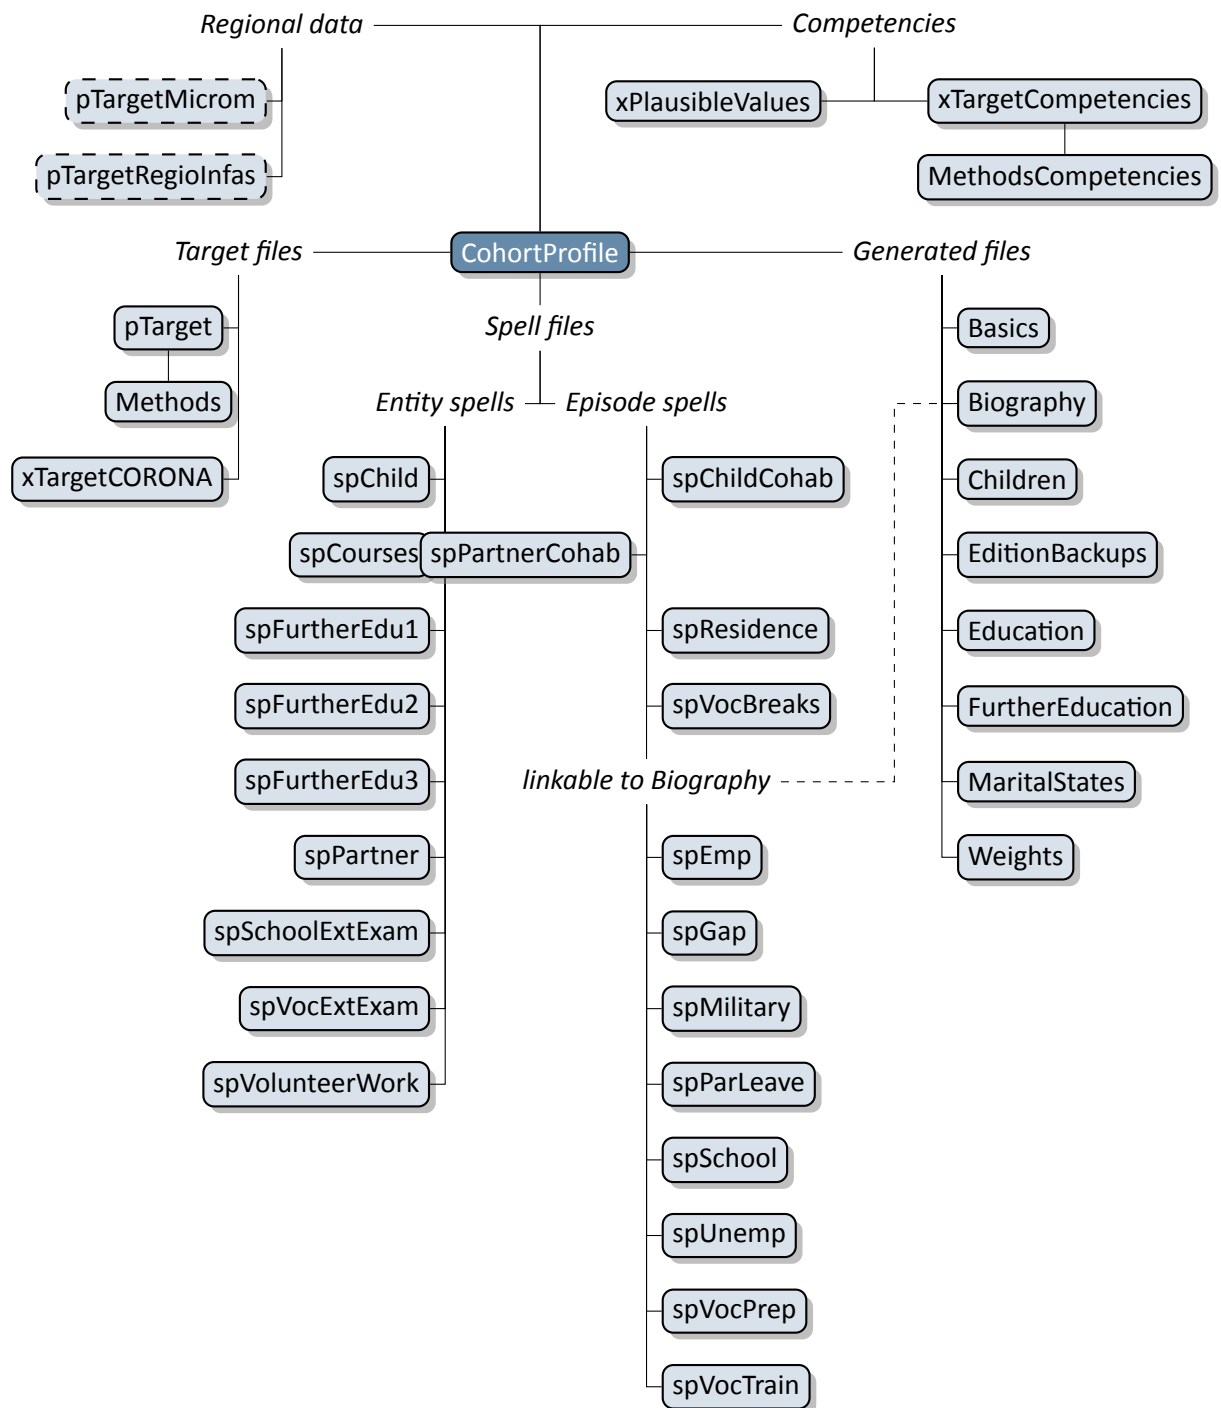 Regional data
Competencies
pTargetMicrom
xPlausibleValues
xTargetCompetencies
pTargetRegioInfas
MethodsCompetencies
Target files
CohortProfile
Generated files
pTarget
Spell files
Basics
Methods
Entity spells
Episode spells
Biography
xTargetCORONA
spChild
spChildCohab
Children
spCourses
spPartnerCohab
EditionBackups
spFurtherEdu1
spResidence
Education
spFurtherEdu2
spVocBreaks
FurtherEducation
spFurtherEdu3
linkable to Biography
MaritalStates
spPartner
spEmp
Weights
spSchoolExtExam
spGap
spVocExtExam
spMilitary
spVolunteerWork
spParLeave
spSchool
spUnemp
spVocPrep
spVocTrain